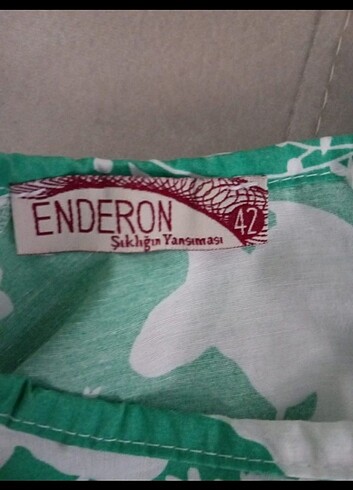 ENDERON 42
Şıklığın Yansıması